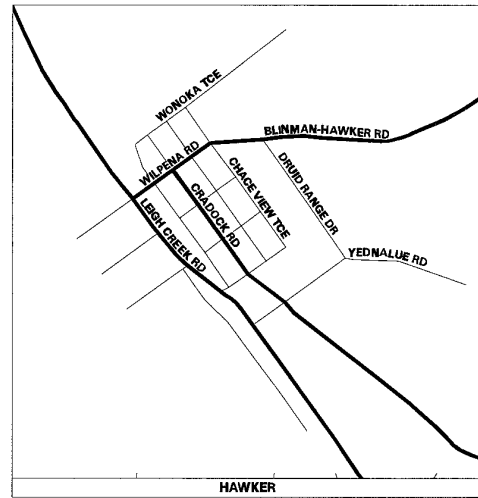 WONOKA TCE
BLINMAN-HAWKER RD
WILPENA RD
CHACE VIEW TCE
DRUID RANGE DR
CRADOCK RD
LEIGH CREEK RD
YEDNALUE RD
HAWKER